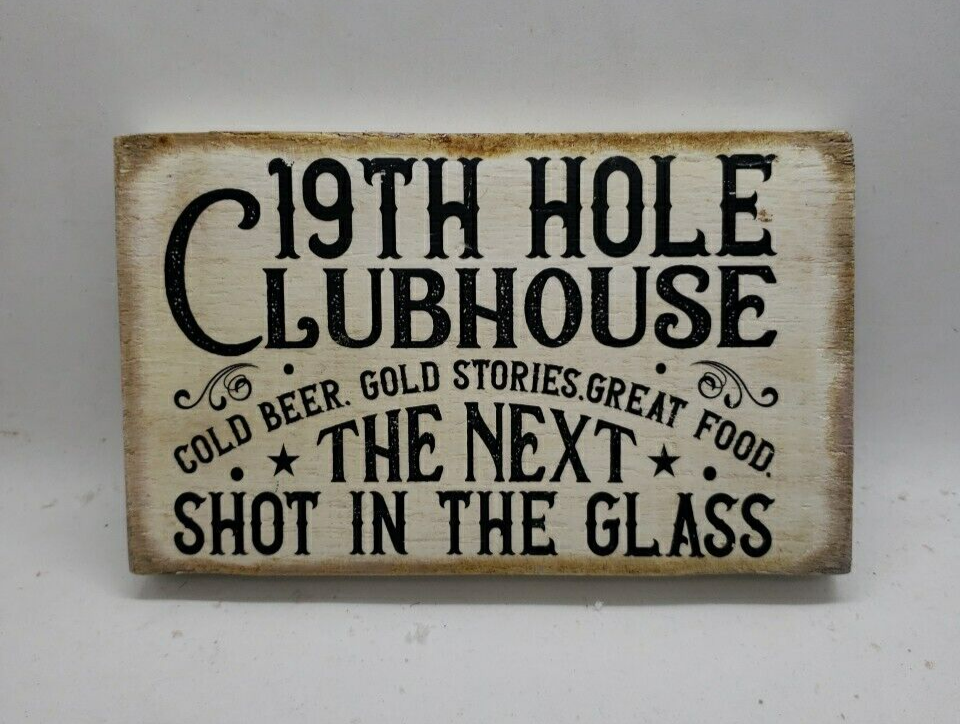 19TH HOLE
CLUBHOUSE
COLD BEER. GOLD STORIES.GREAT FOOD.
THE NEXT
SHOT IN THE GLASS